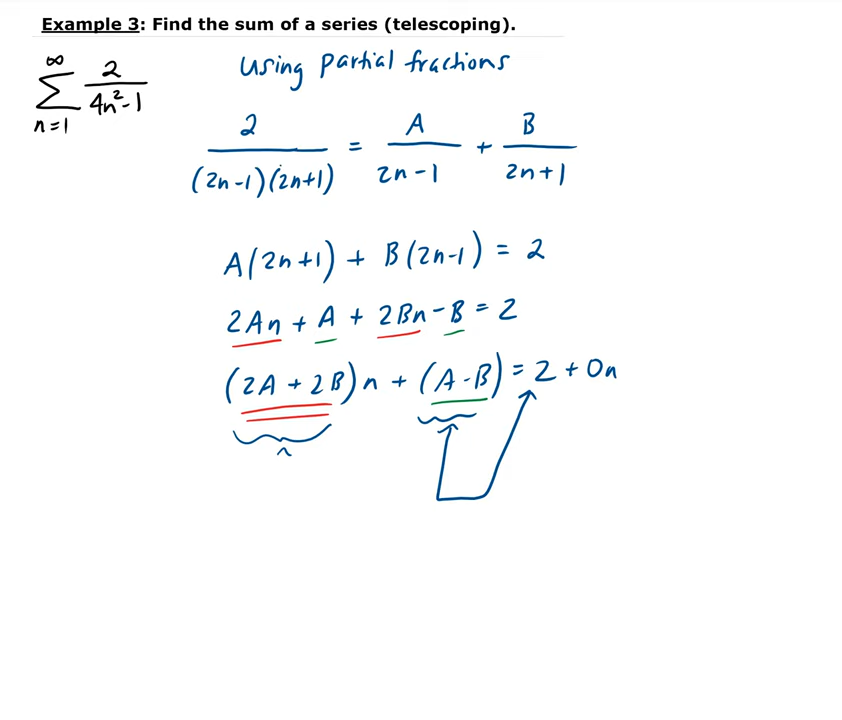 Example 3: Find the sum of a series (telescoping).
∞
∑ 2/(4n²-1)
n=1
Using partial fractions
2/((2n-1)(2n+1)) = A/(2n-1) + B/(2n+1)
A(2n+1) + B(2n-1) = 2
2An + A + 2Bn - B = 2
(2A + 2B)n + (A-B) = 2 + 0n